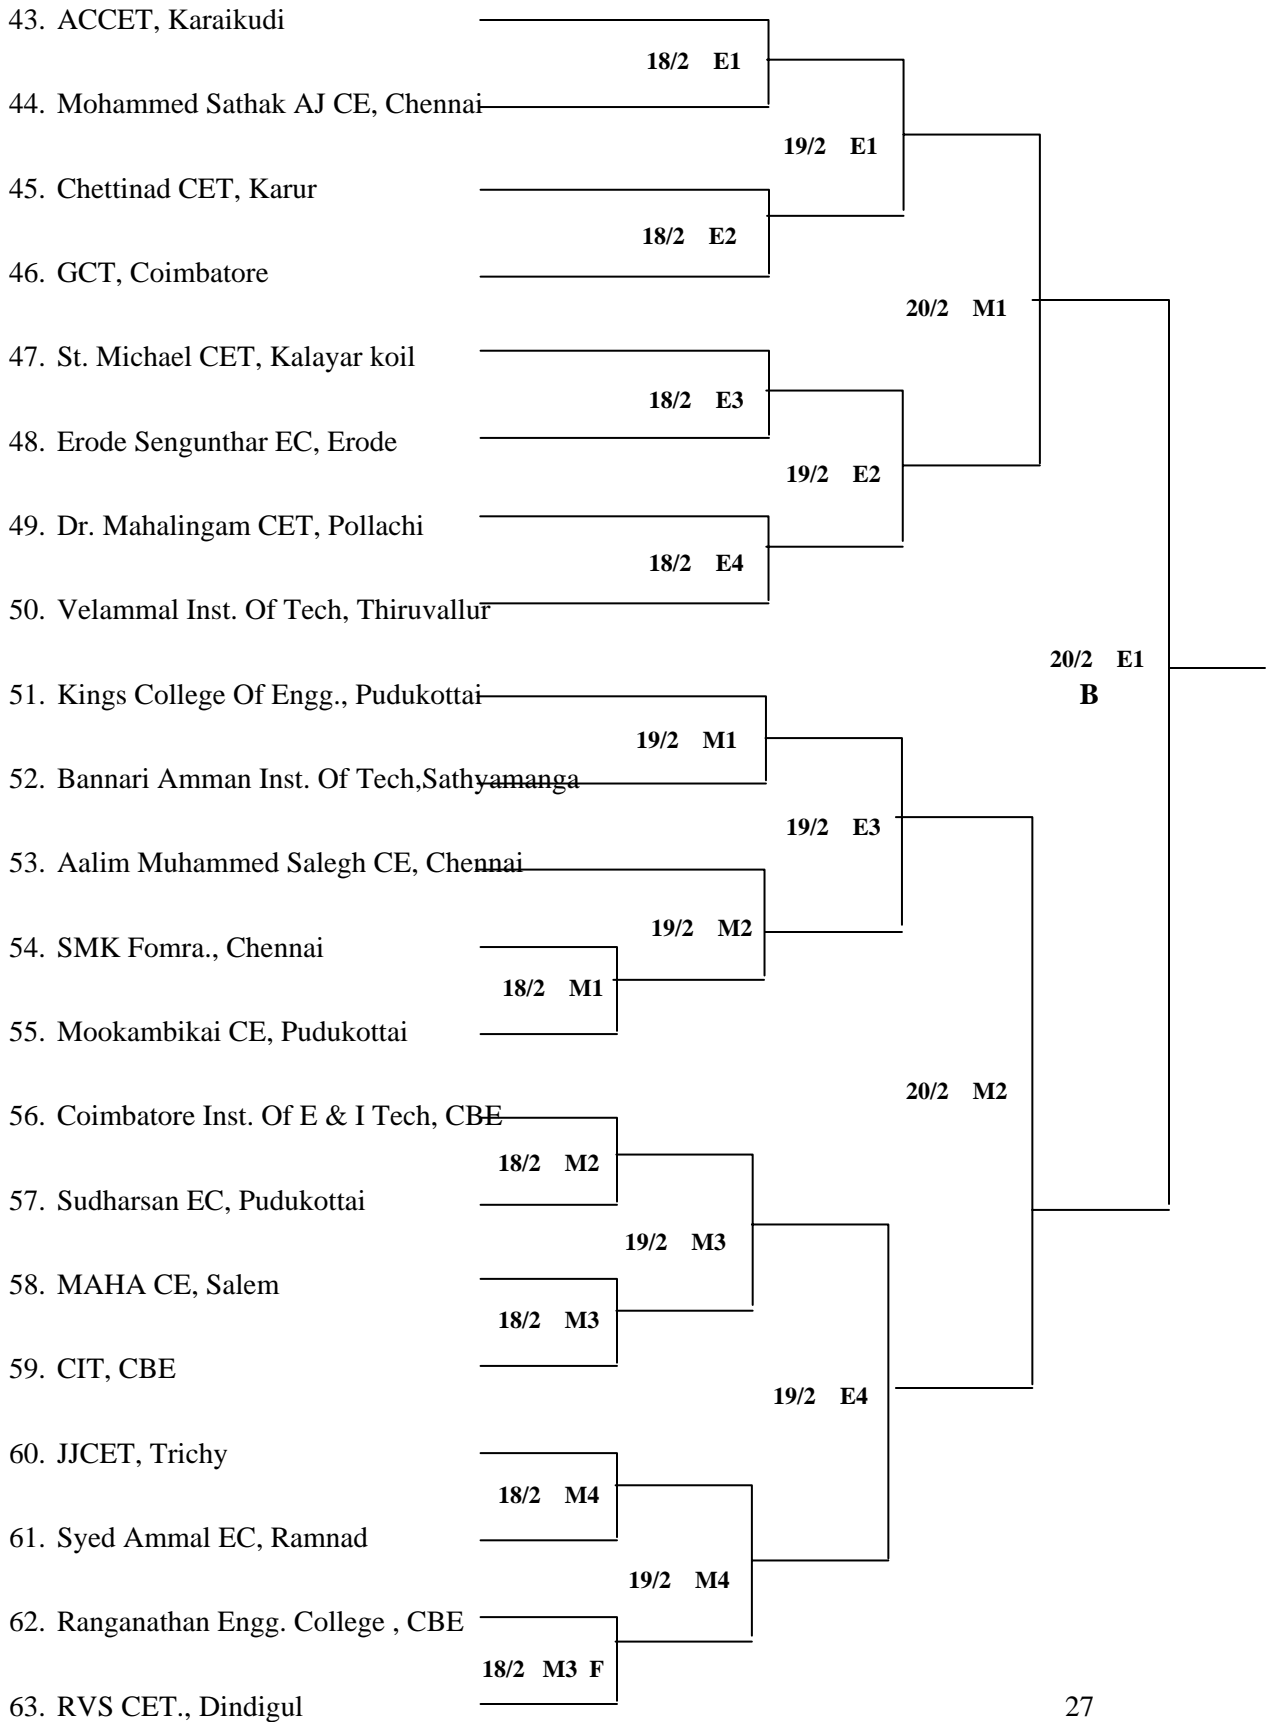 43. ACCET, Karaikudi
18/2 E1
44. Mohammed Sathak AJ CE, Chennai
19/2 E1
45. Chettinad CET, Karur
18/2 E2
46. GCT, Coimbatore
20/2 M1
47. St. Michael CET, Kalayar koil
18/2 E3
48. Erode Sengunthar EC, Erode
19/2 E2
49. Dr. Mahalingam CET, Pollachi
18/2 E4
50. Velammal Inst. Of Tech, Thiruvallur
20/2 E1
51. Kings College Of Engg., Pudukottai
B
19/2 M1
52. Bannari Amman Inst. Of Tech,Sathyamanga
19/2 E3
53. Aalim Muhammed Salegh CE, Chennai
19/2 M2
54. SMK Fomra., Chennai
18/2 M1
55. Mookambikai CE, Pudukottai
20/2 M2
56. Coimbatore Inst. Of E & I Tech, CBE
18/2 M2
57. Sudharsan EC, Pudukottai
19/2 M3
58. MAHA CE, Salem
18/2 M3
59. CIT, CBE
19/2 E4
60. JJCET, Trichy
18/2 M4
61. Syed Ammal EC, Ramnad
19/2 M4
62. Ranganathan Engg. College , CBE
18/2 M3 F
63. RVS CET., Dindigul
27